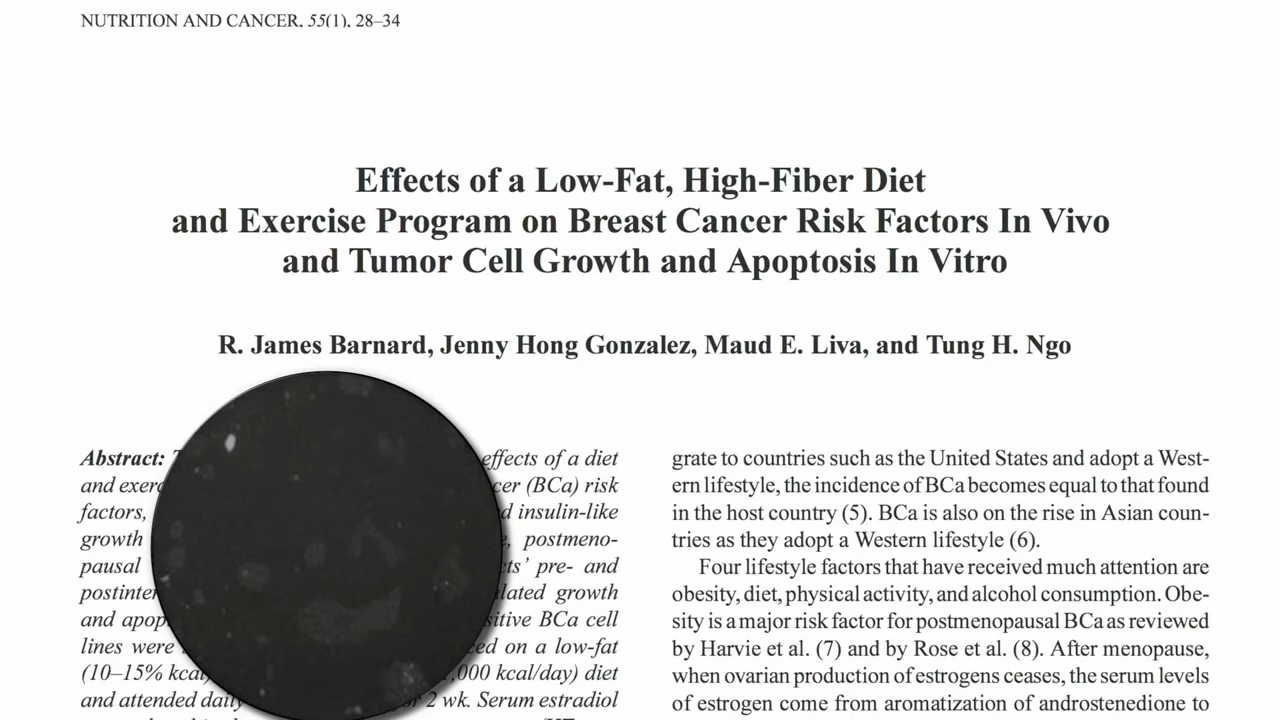 NUTRITION AND CANCER, 55(1), 28–34
Effects of a Low-Fat, High-Fiber Diet
and Exercise Program on Breast Cancer Risk Factors In Vivo
and Tumor Cell Growth and Apoptosis In Vitro
R. James Barnard, Jenny Hong Gonzalez, Maud E. Liva, and Tung H. Ngo
Abstract: effects of a diet
and (BCa) risk
factors, insulin-like
growth postmeno-
pausal pre- and
growth
and sitive BCa cell
lines were on a low-fat
(10–15% kcal/day) diet
and attended daily 2 wk. Serum estradiol
grate to countries such as the United States and adopt a West-
ern lifestyle, the incidence of BCa becomes equal to that found
in the host country (5). BCa is also on the rise in Asian coun-
tries as they adopt a Western lifestyle (6).
Four lifestyle factors that have received much attention are
obesity, diet, physical activity, and alcohol consumption. Obe-
sity is a major risk factor for postmenopausal BCa as reviewed
by Harvie et al. (7) and by Rose et al. (8). After menopause,
when ovarian production of estrogens ceases, the serum levels
of estrogen come from aromatization of androstenedione to